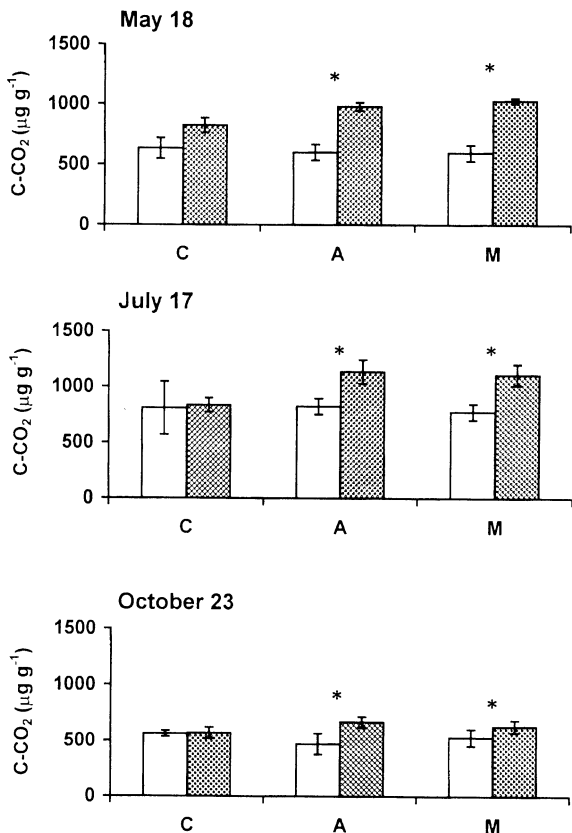 May 18
1500
*
*
1000
500
0
C-CO₂ (μg g⁻¹)
C A M
July 17
1500
*
*
1000
500
0
C-CO₂ (μg g⁻¹)
C A M
October 23
1500
1000
*
*
500
0
C-CO₂ (μg g⁻¹)
C A M